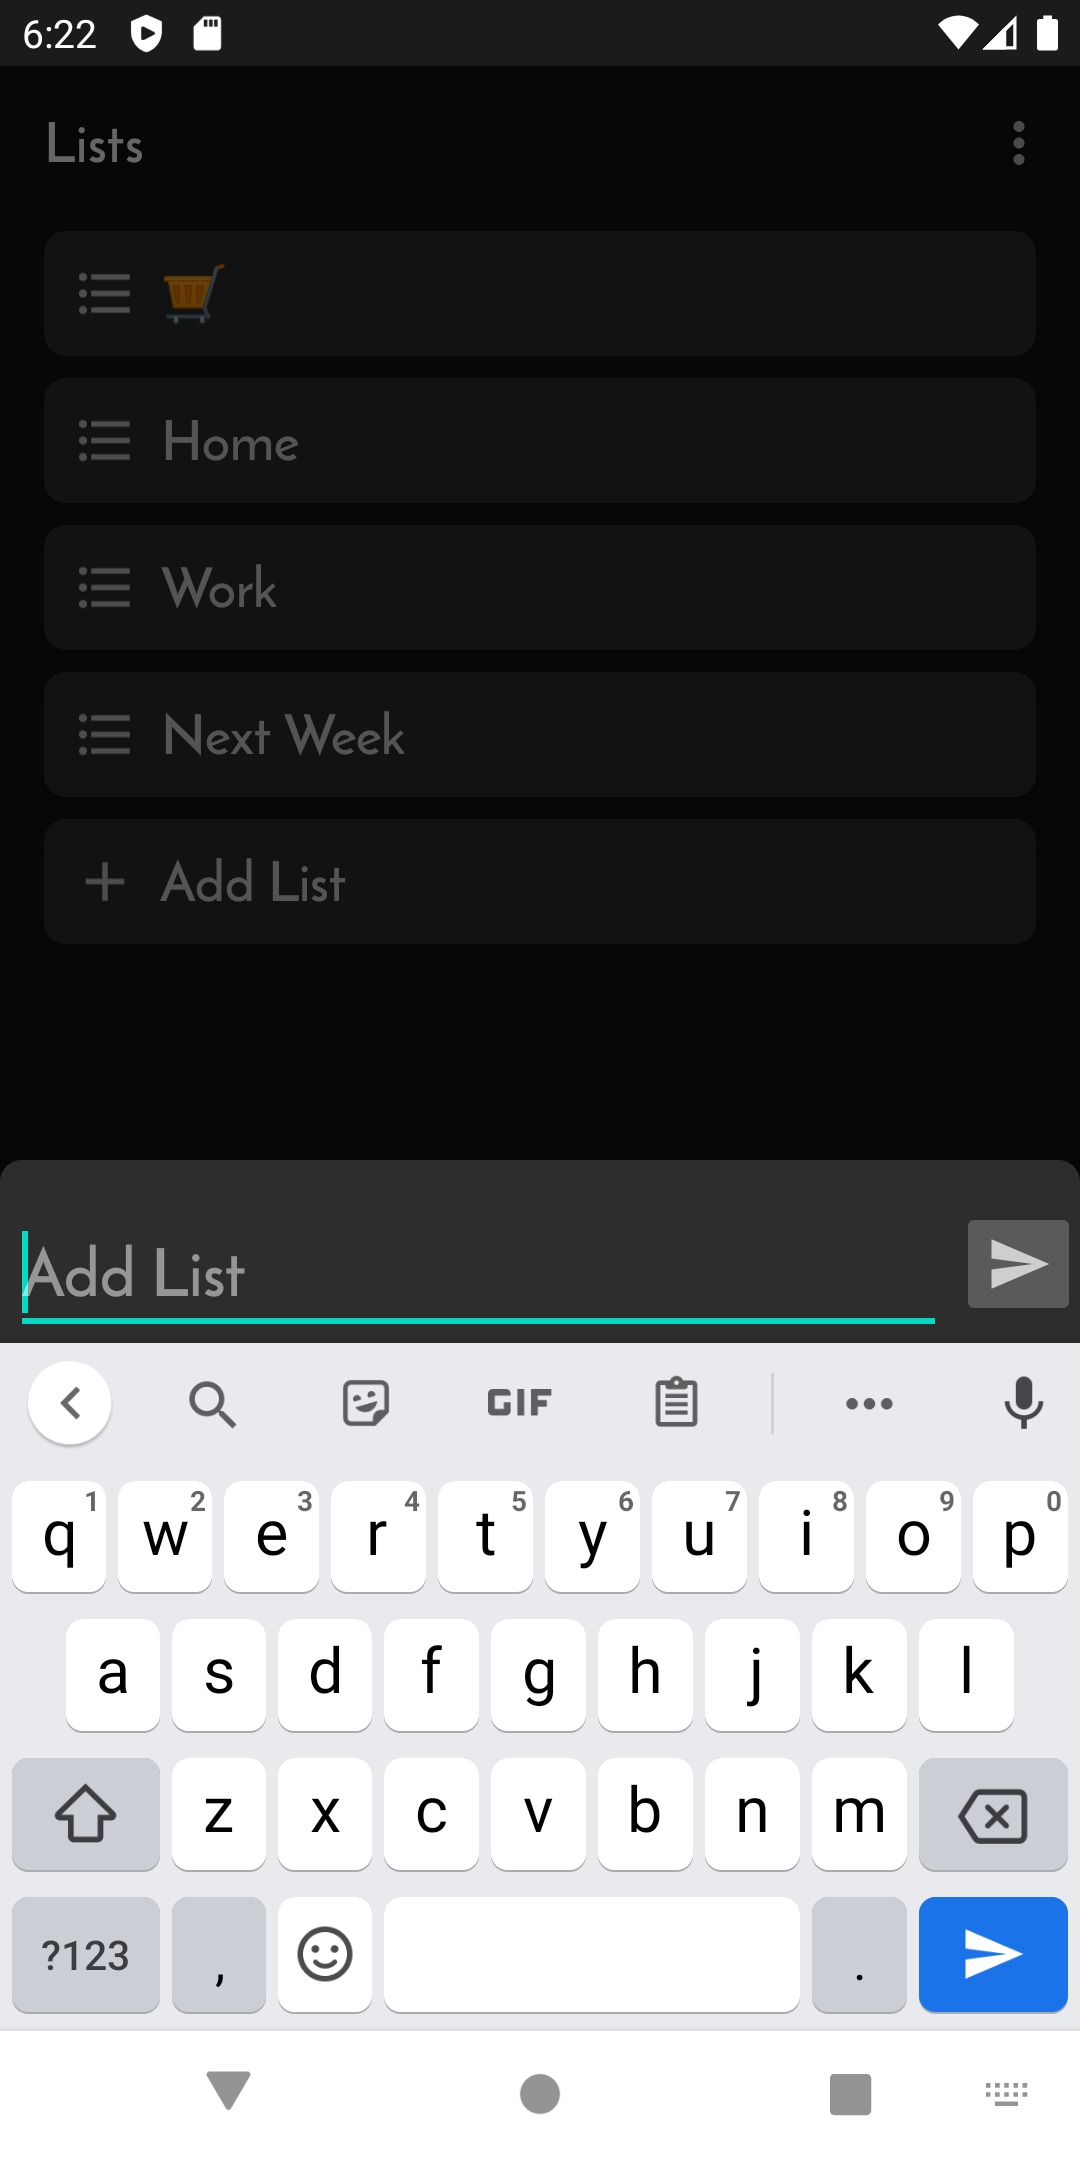 6:22
Lists
🛒
Home
Work
Next Week
Add List
Add List
GIF
q 1 w 2 e 3 r 4 t 5 y 6 u 7 i 8 o 9 p 0
a s d f g h j k l
z x c v b n m
?123 , .